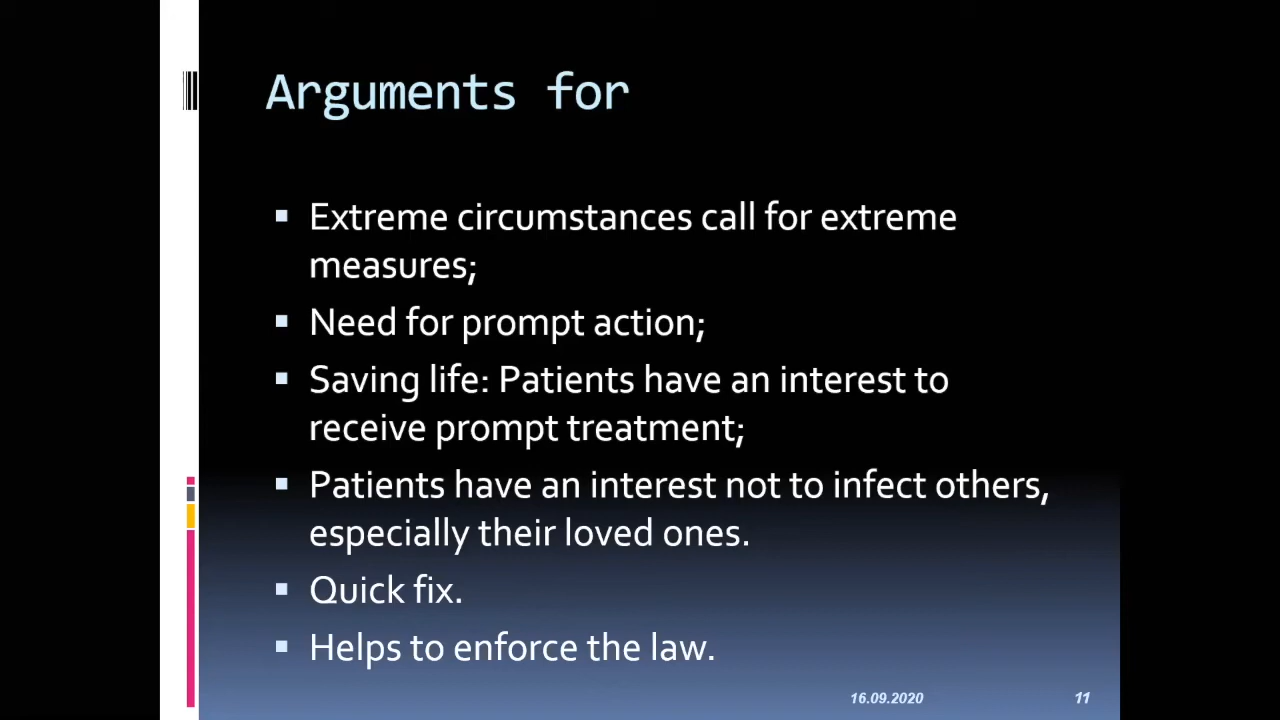 Arguments for
Extreme circumstances call for extreme
measures;
Need for prompt action;
Saving life: Patients have an interest to
receive prompt treatment;
Patients have an interest not to infect others,
especially their loved ones.
Quick fix.
Helps to enforce the law.
16.09.2020
11